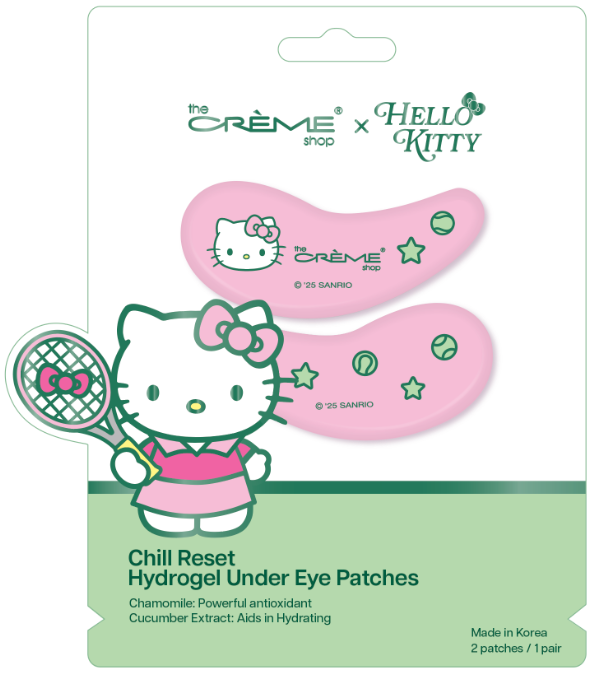 the
CRÈME®
shop
x
HELLO
KITTY
the
CRÈME®
shop
© '25 SANRIO
© '25 SANRIO
Chill Reset
Hydrogel Under Eye Patches
Chamomile: Powerful antioxidant
Cucumber Extract: Aids in Hydrating
Made in Korea
2 patches / 1 pair